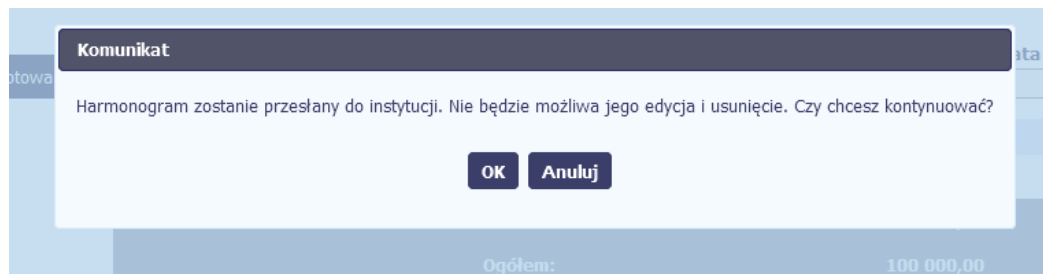 Komunikat
Harmonogram zostanie przesłany do instytucji. Nie będzie możliwa jego edycja i usunięcie. Czy chcesz kontynuować?
OK Anuluj
Ogółem: 100 000,00